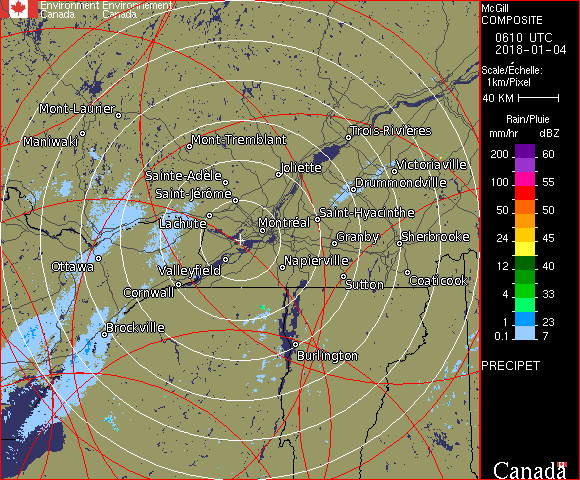 Environment Environnement
Canada Canada
McGill
COMPOSITE
0610 UTC
2018-01-04
Scale/Échelle:
1km/Pixel
40 KM
Rain/Pluie
mm/hr dBZ
200 60
150 57
100 55
50 50
24 45
12 40
4 33
1 23
0.1 7
PRECIPET
Canada
Mont-Laurier
Maniwaki
Mont-Tremblant
Trois-Rivières
Joliette
Victoriaville
Sainte-Adèle
Drummondville
Saint-Jérôme
Saint-Hyacinthe
Lachute
Montréal
Granby
Sherbrooke
Ottawa
Valleyfield
Napierville
Cornwall
Sutton
Coaticook
Brockville
Burlington